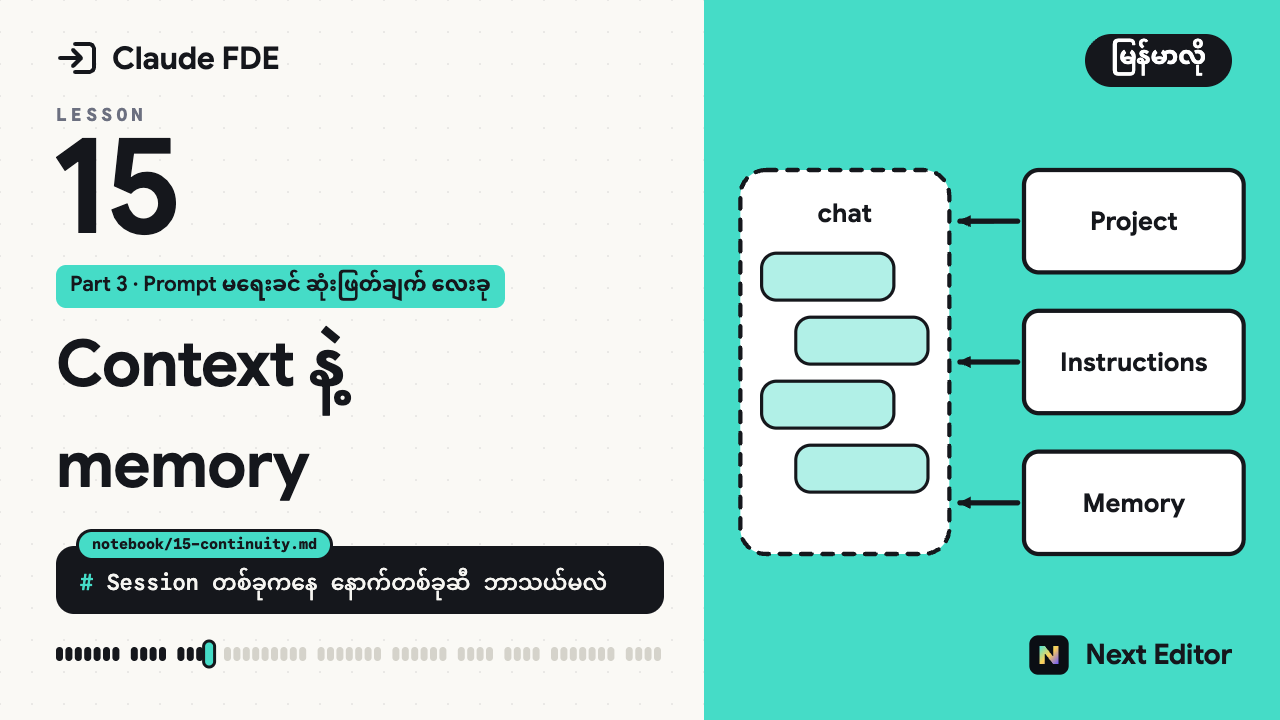 Claude FDE
မြန်မာလို
LESSON
15
Part 3 · Prompt မရေးခင် ဆုံးဖြတ်ချက် လေးခု
Context နဲ့
memory
notebook/15-continuity.md
# Session တစ်ခုကနေ နောက်တစ်ခုဆီ ဘာသယ်မလဲ
chat
Project
Instructions
Memory
N Next Editor